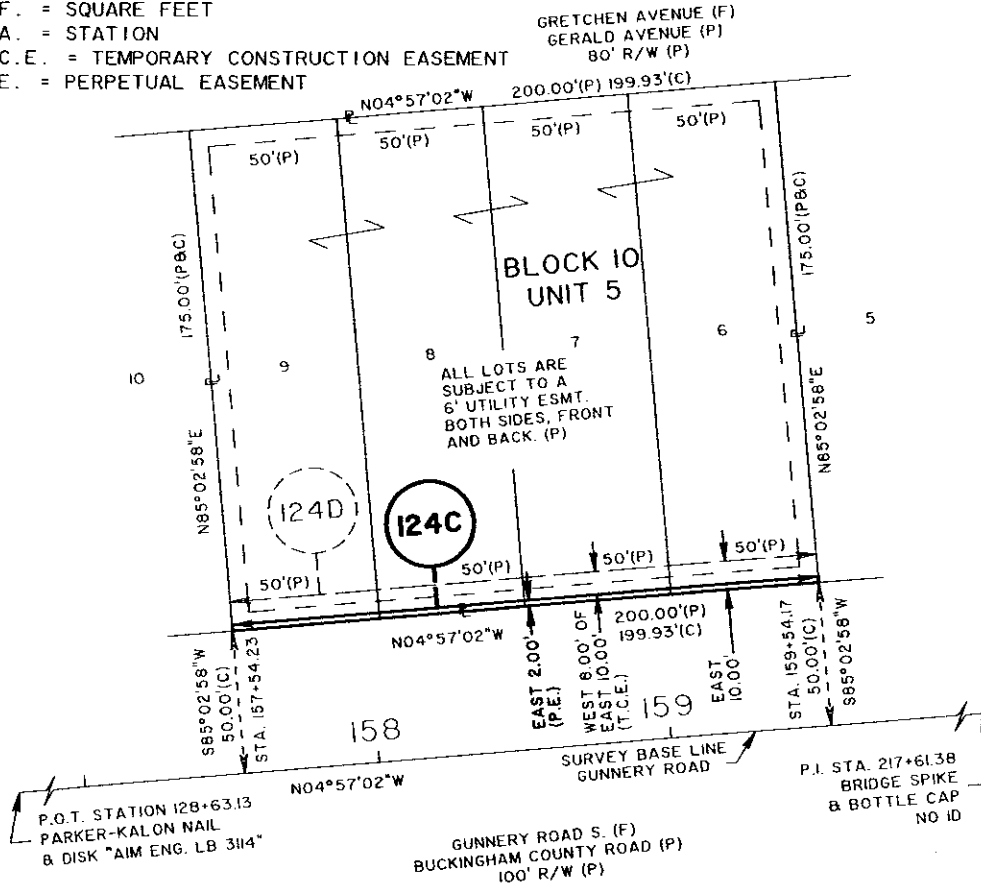 F. = SQUARE FEET
A. = STATION
C.E. = TEMPORARY CONSTRUCTION EASEMENT
E. = PERPETUAL EASEMENT
GRETCHEN AVENUE (F)
GERALD AVENUE (P)
80' R/W (P)
N04°57'02"W
200.00'(P) 199.93'(C)
50'(P)
50'(P)
50'(P)
50'(P)
175.00'(P&C)
175.00'(P&C)
BLOCK 10
UNIT 5
10
9
8
7
6
5
ALL LOTS ARE
SUBJECT TO A
6' UTILITY ESMT.
BOTH SIDES, FRONT
AND BACK. (P)
N85°02'58"E
N85°02'58"E
124D
124C
50'(P)
50'(P)
50'(P)
50'(P)
N04°57'02"W
200.00'(P)
199.93'(C)
S85°02'58"W
50.00'(C)
STA. 157+54.23
EAST 2.00'
(P.E.)
WEST 8.00' OF
EAST 10.00'
(T.C.E.)
EAST
10.00'
STA. 159+54.17
50.00'(C)
S85°02'58"W
158
159
N04°57'02"W
SURVEY BASE LINE
GUNNERY ROAD
P.O.T. STATION 128+63.13
PARKER-KALON NAIL
& DISK "AIM ENG. LB 3114"
P.I. STA. 217+61.38
BRIDGE SPIKE
& BOTTLE CAP
NO ID
GUNNERY ROAD S. (F)
BUCKINGHAM COUNTY ROAD (P)
100' R/W (P)